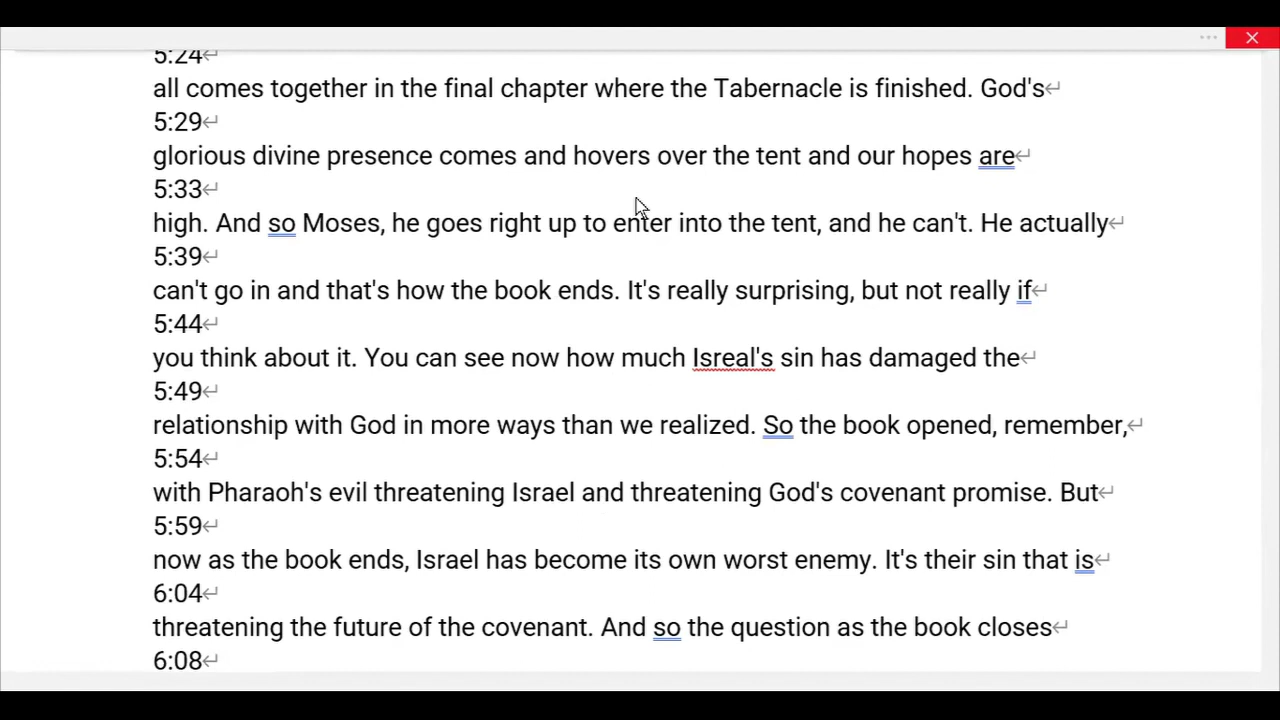 5:24↵
all comes together in the final chapter where the Tabernacle is finished. God's↵
5:29↵
glorious divine presence comes and hovers over the tent and our hopes are↵
5:33↵
high. And so Moses, he goes right up to enter into the tent, and he can't. He actually↵
5:39↵
can't go in and that's how the book ends. It's really surprising, but not really if↵
5:44↵
you think about it. You can see now how much Isreal's sin has damaged the↵
5:49↵
relationship with God in more ways than we realized. So the book opened, remember,↵
5:54↵
with Pharaoh's evil threatening Israel and threatening God's covenant promise. But↵
5:59↵
now as the book ends, Israel has become its own worst enemy. It's their sin that is↵
6:04↵
threatening the future of the covenant. And so the question as the book closes↵
6:08↵